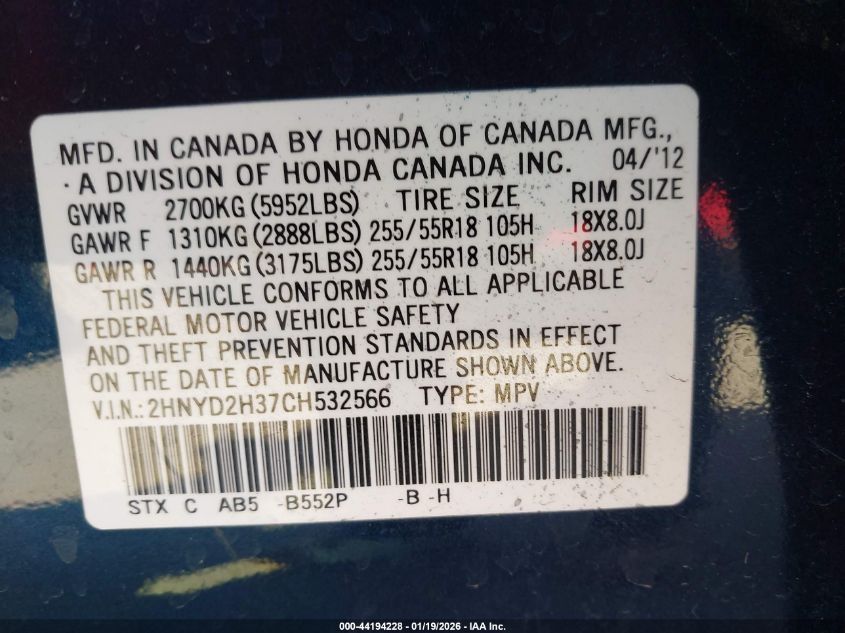 MFD. IN CANADA BY HONDA OF CANADA MFG.,
· A DIVISION OF HONDA CANADA INC. 04/'12
GVWR 2700KG (5952LBS) TIRE SIZE RIM SIZE
GAWR F 1310KG (2888LBS) 255/55R18 105H 18X8.0J
GAWR R 1440KG (3175LBS) 255/55R18 105H 18X8.0J
THIS VEHICLE CONFORMS TO ALL APPLICABLE
FEDERAL MOTOR VEHICLE SAFETY
AND THEFT PREVENTION STANDARDS IN EFFECT
ON THE DATE OF MANUFACTURE SHOWN ABOVE.
V.I.N.: 2HNYD2H37CH532566 TYPE: MPV
STX C AB5 -B552P -B -H
000-44194228 - 01/19/2026 - IAA Inc.